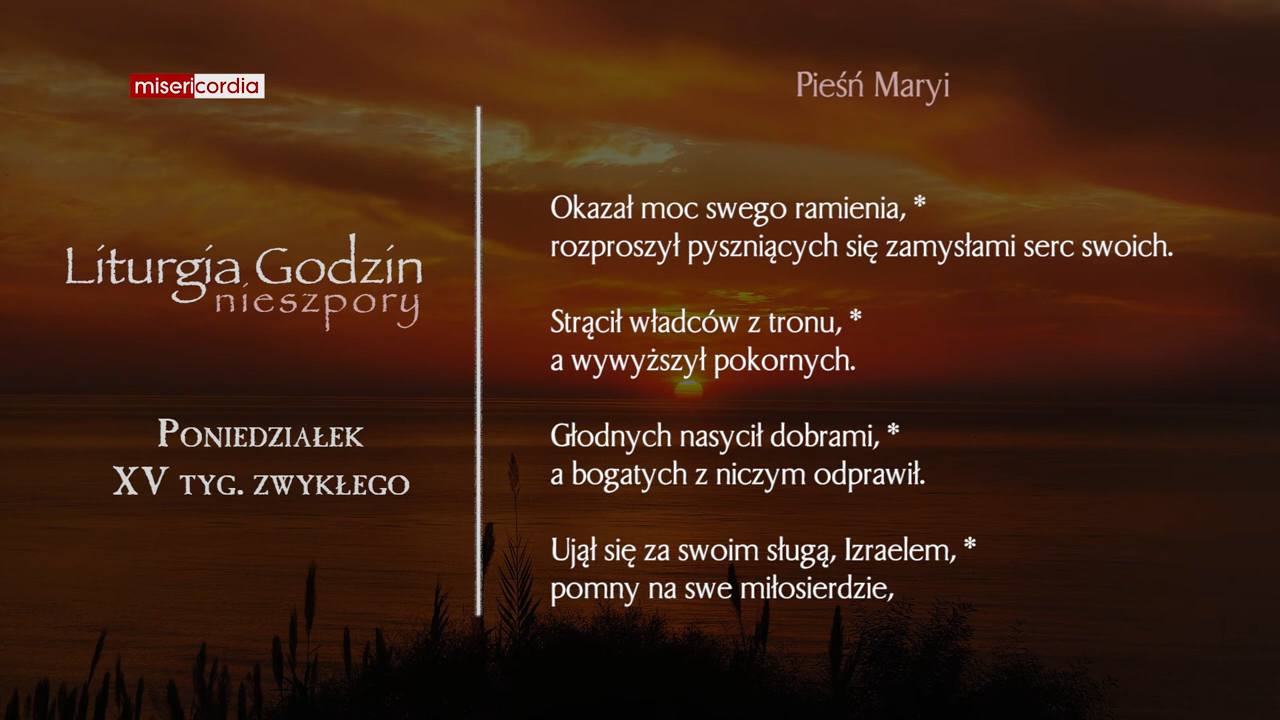 misericordia
Pieśń Maryi
Liturgia Godzin
nieszpory
Poniedziałek
XV tyg. zwykłego
Okazał moc swego ramienia, *
rozproszył pyszniących się zamysłami serc swoich.
Strącił władców z tronu, *
a wywyższył pokornych.
Głodnych nasycił dobrami, *
a bogatych z niczym odprawił.
Ujął się za swoim sługą, Izraelem, *
pomny na swe miłosierdzie,